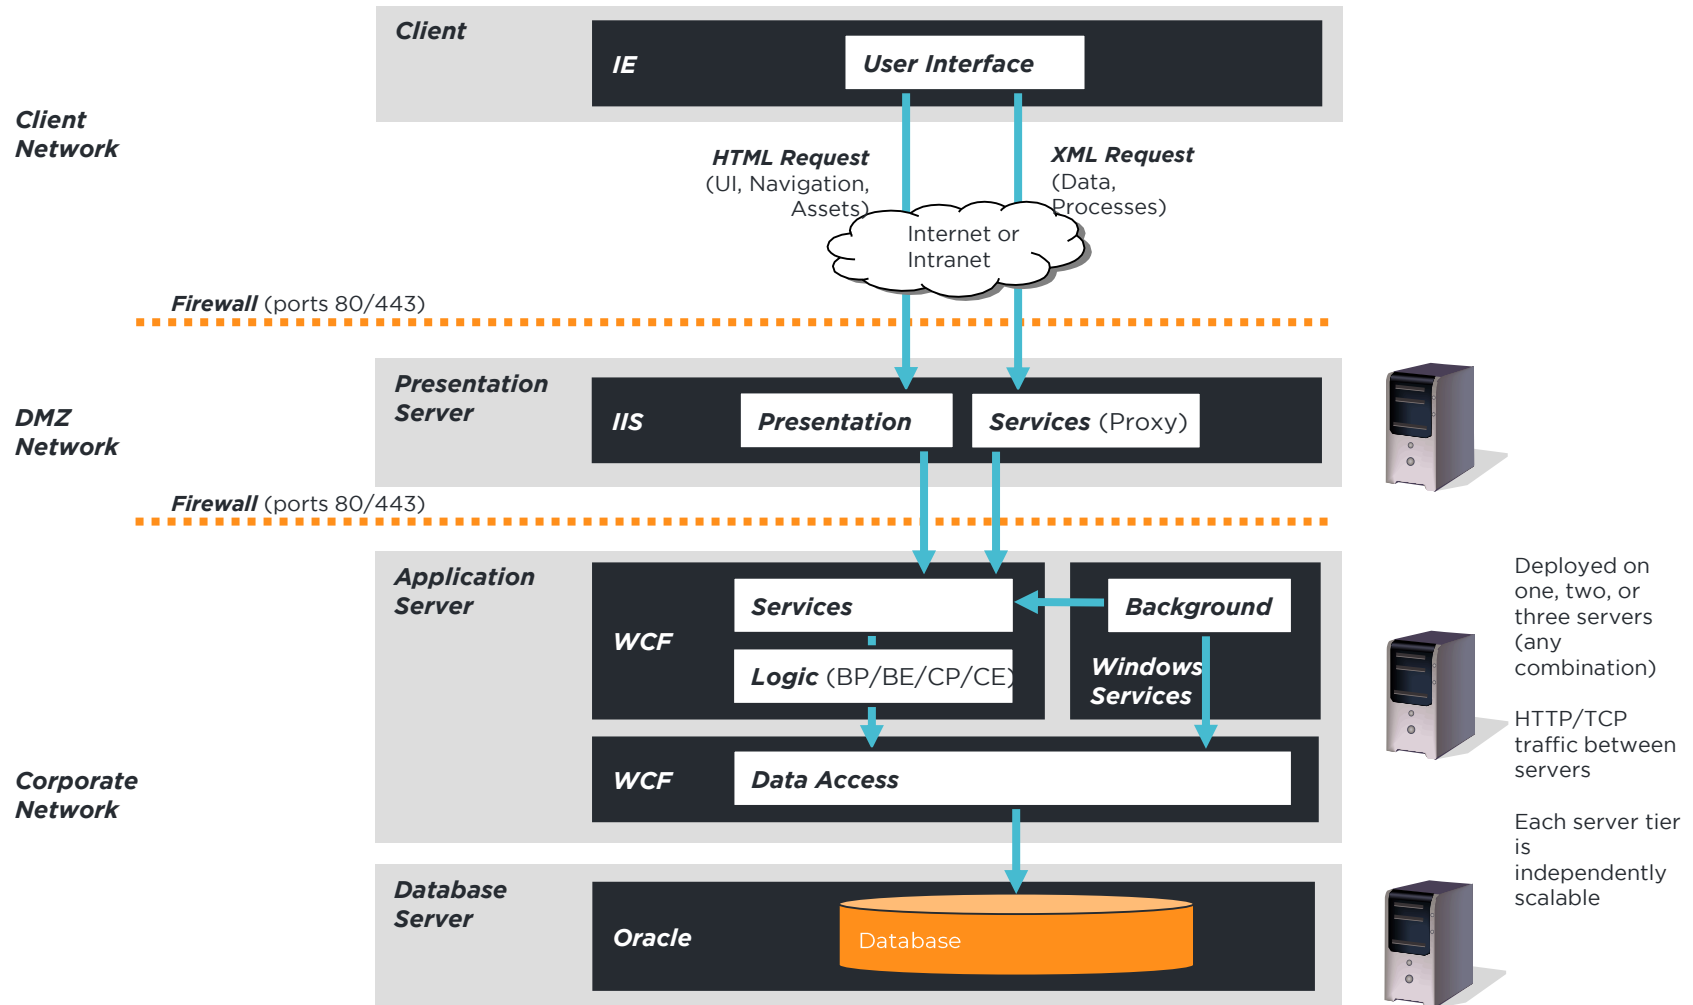 Client
IE
User Interface
Client
Network
HTML Request
(UI, Navigation,
Assets)
XML Request
(Data,
Processes)
Internet or
Intranet
Firewall (ports 80/443)
Presentation
Server
DMZ
Network
IIS
Presentation
Services (Proxy)
Firewall (ports 80/443)
Application
Server
WCF
Services
Logic (BP/BE/CP/CE)
Background
Windows
Services
WCF
Data Access
Corporate
Network
Database
Server
Oracle
Database
Deployed on
one, two, or
three servers
(any
combination)
HTTP/TCP
traffic between
servers
Each server tier
is
independently
scalable